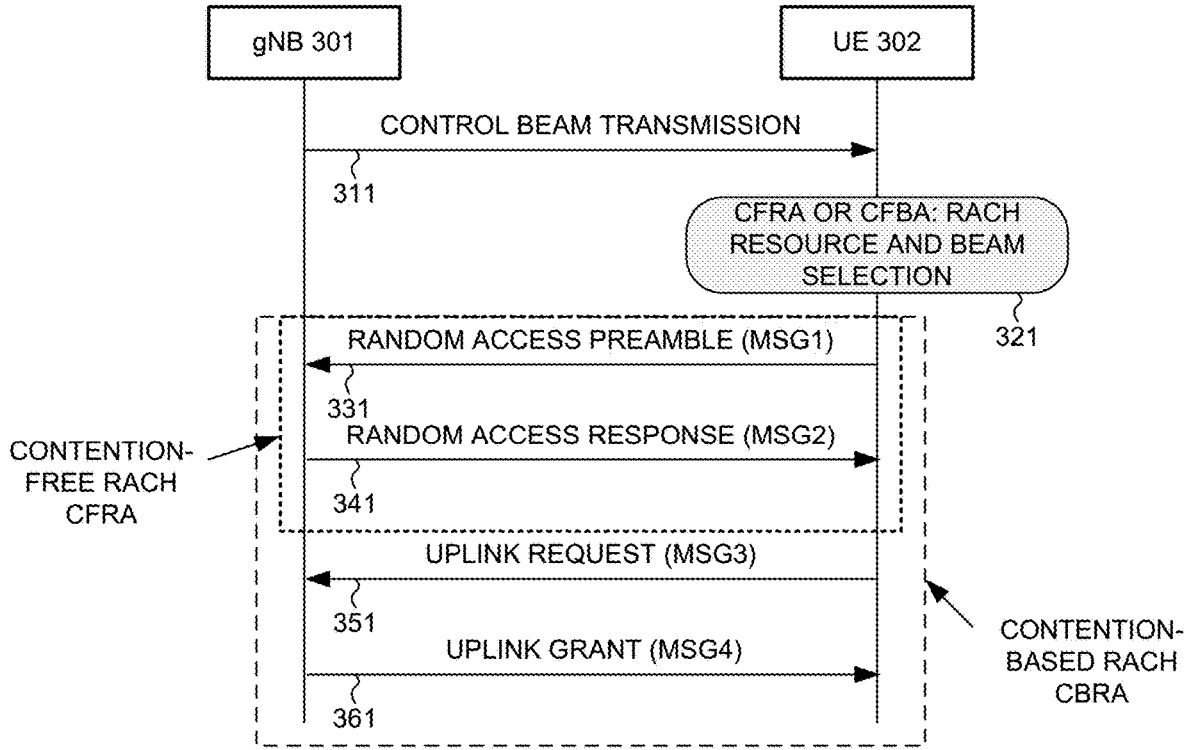 gNB 301
UE 302
CONTROL BEAM TRANSMISSION
311
CFRA OR CFBA: RACH
RESOURCE AND BEAM
SELECTION
321
RANDOM ACCESS PREAMBLE (MSG1)
331
RANDOM ACCESS RESPONSE (MSG2)
341
CONTENTION-
FREE RACH
CFRA
UPLINK REQUEST (MSG3)
351
UPLINK GRANT (MSG4)
361
CONTENTION-
BASED RACH
CBRA